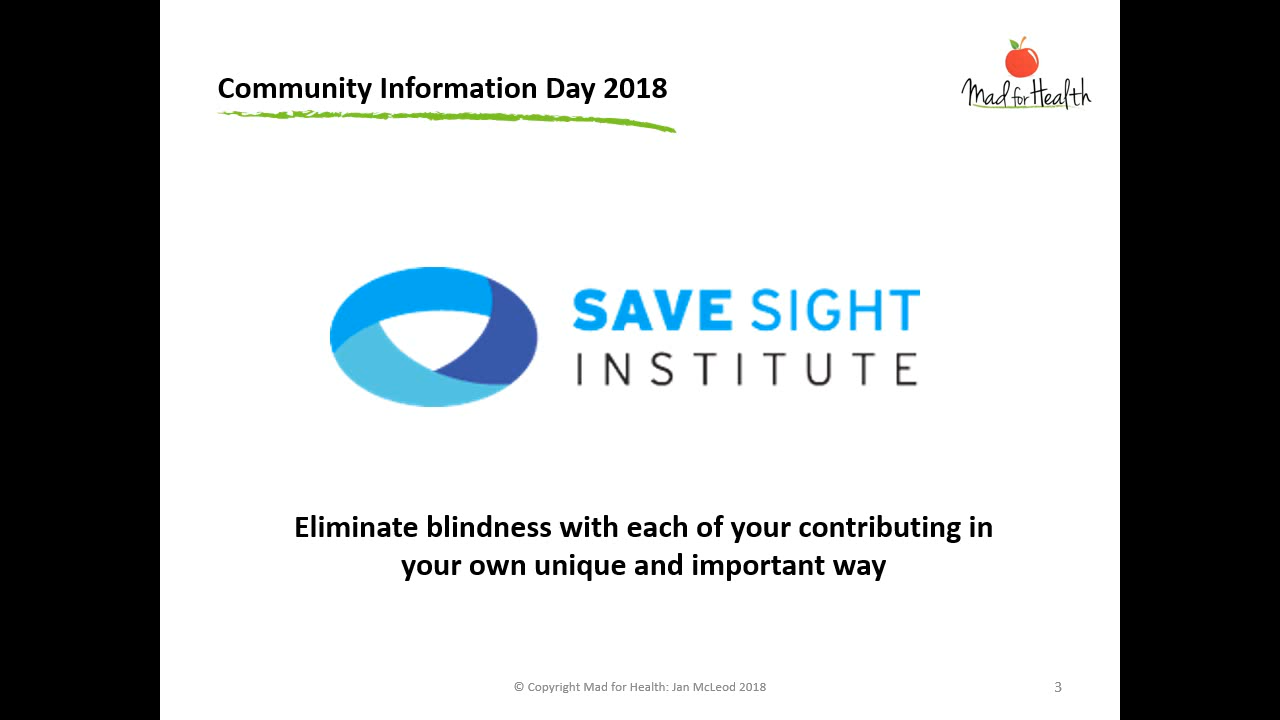 Community Information Day 2018
Mad for Health
SAVE SIGHT
INSTITUTE
Eliminate blindness with each of your contributing in
your own unique and important way
© Copyright Mad for Health: Jan McLeod 2018
3